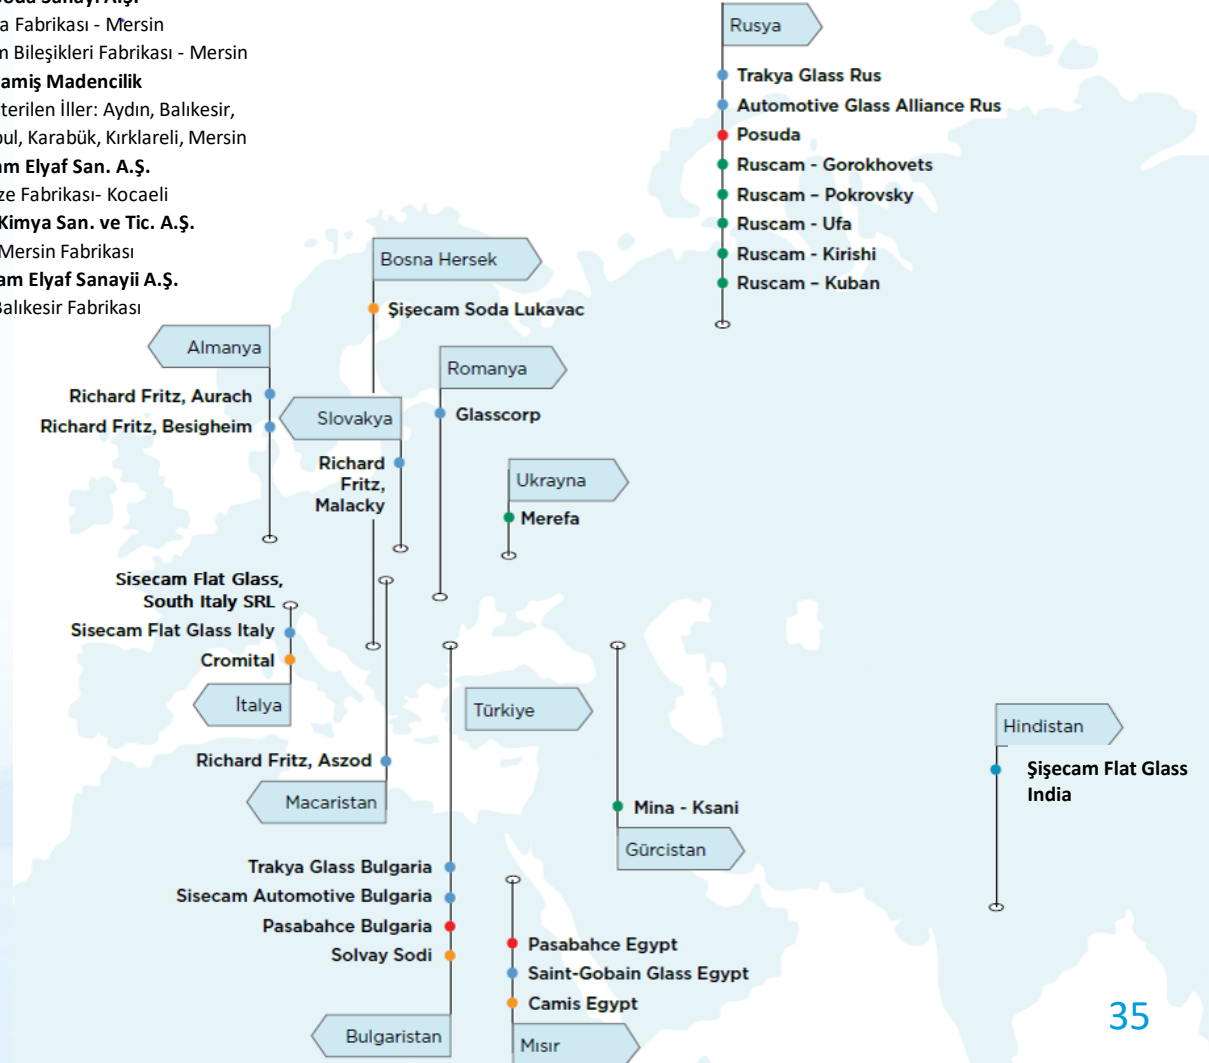 a Fabrikası - Mersin
Bileşikleri Fabrikası - Mersin
amiş Madencilik
terilen İller: Aydın, Balıkesir,
bul, Karabük, Kırklareli, Mersin
am Elyaf San. A.Ş.
ze Fabrikası- Kocaeli
Kimya San. ve Tic. A.Ş.
Mersin Fabrikası
am Elyaf Sanayii A.Ş.
Balıkesir Fabrikası
Rusya
Trakya Glass Rus
Automotive Glass Alliance Rus
Posuda
Ruscam - Gorokhovets
Ruscam – Pokrovsky
Ruscam - Ufa
Ruscam - Kirishi
Ruscam – Kuban
Bosna Hersek
Şişecam Soda Lukavac
Almanya
Richard Fritz, Aurach
Richard Fritz, Besigheim
Slovakya
Richard
Fritz,
Malacky
Romanya
Glasscorp
Ukrayna
Merefa
Sisecam Flat Glass,
South Italy SRL
Sisecam Flat Glass Italy
Cromital
İtalya
Türkiye
Richard Fritz, Aszod
Macaristan
Hindistan
Şişecam Flat Glass
India
Mina - Ksani
Gürcistan
Trakya Glass Bulgaria
Sisecam Automotive Bulgaria
Pasabahce Bulgaria
Solvay Sodi
Bulgaristan
Pasabahce Egypt
Saint-Gobain Glass Egypt
Camis Egypt
Mısır
35